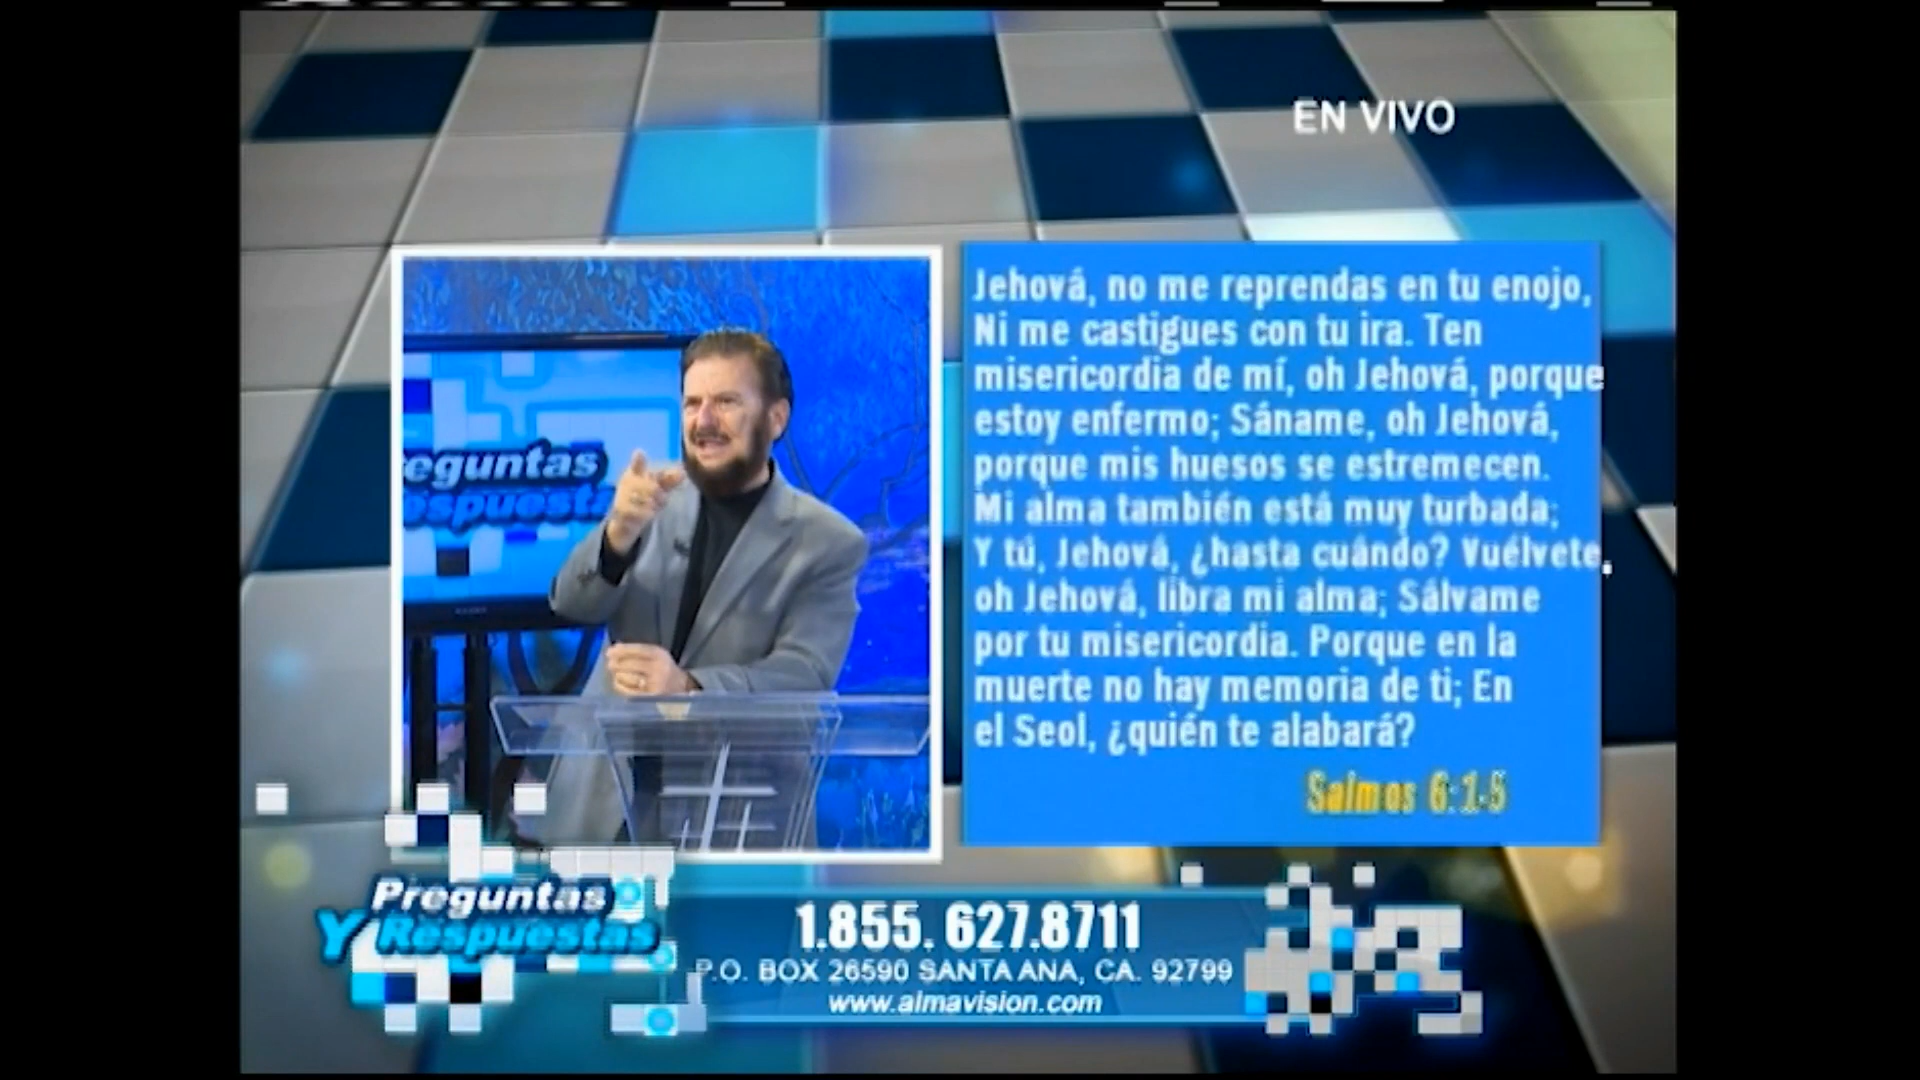 EN VIVO
Jehová, no me reprendas en tu enojo,
Ni me castigues con tu ira. Ten
misericordia de mí, oh Jehová, porque
estoy enfermo; Sáname, oh Jehová,
porque mis huesos se estremecen.
Mi alma también está muy turbada;
Y tú, Jehová, ¿hasta cuándo? Vuélvete,
oh Jehová, libra mi alma; Sálvame
por tu misericordia. Porque en la
muerte no hay memoria de ti; En
el Seol, ¿quién te alabará?
Salmos 6:1-5
eguntas
espuesta
Preguntas
Y Respuestas
1.855. 627.8711
P.O. BOX 26590 SANTA ANA, CA. 92799
www.almavision.com